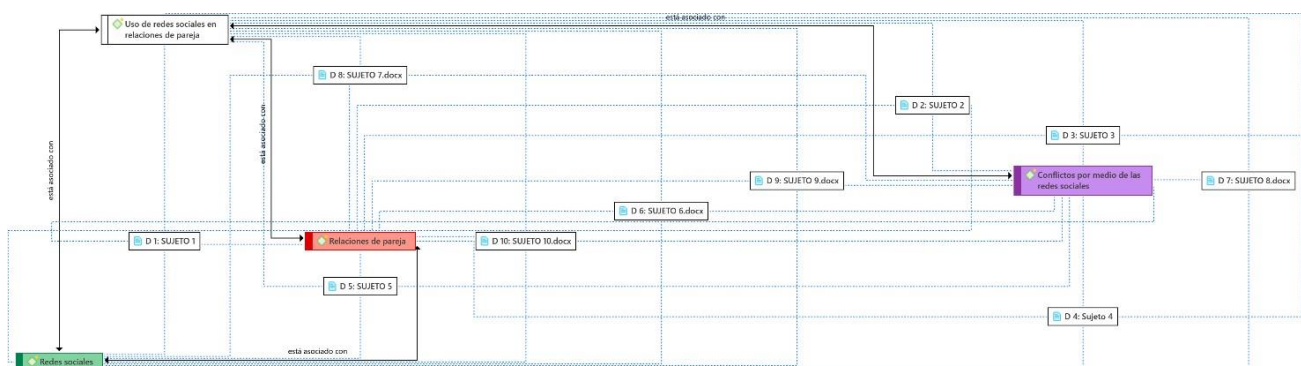 está asociado con
Uso de redes sociales en
relaciones de pareja
D 8: SUJETO 7.docx
D 2: SUJETO 2
está asociado con
está asociado con
D 3: SUJETO 3
Conflictos por medio de las
redes sociales
D 9: SUJETO 9.docx
D 7: SUJETO 8.docx
D 6: SUJETO 6.docx
D 1: SUJETO 1
Relaciones de pareja
D 10: SUJETO 10.docx
D 5: SUJETO 5
D 4: Sujeto 4
está asociado con
Redes sociales